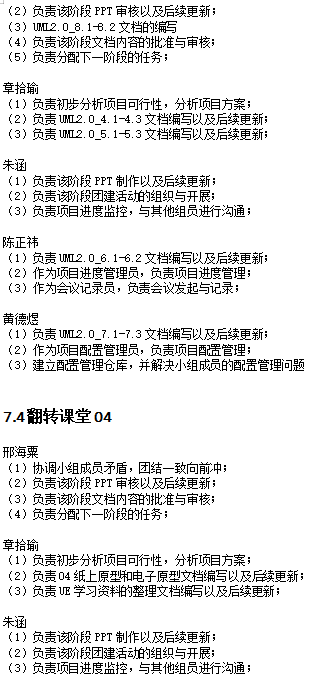 （2）负责该阶段 PPT 审核以及后续更新；
（3）UML2.0_8.1-8.2 文档的编写
（4）负责该阶段文档内容的批准与审核；
（5）负责分配下一阶段的任务；
章拾瑜
（1）负责初步分析项目可行性，分析项目方案；
（2）负责 UML2.0_4.1-4.3 文档编写以及后续更新；
（3）负责 UML2.0_5.1-5.3 文档编写以及后续更新；
朱涵
（1）负责该阶段 PPT 制作以及后续更新；
（2）负责该阶段团建活动的组织与开展；
（3）负责项目进度监控，与其他组员进行沟通；
陈正祎
（1）负责 UML2.0_6.1-6.2 文档编写以及后续更新；
（2）作为项目进度管理员，负责项目进度管理；
（3）作为会议记录员，负责会议发起与记录；
黄德煜
（1）负责 UML2.0_7.1-7.3 文档编写以及后续更新；
（2）作为项目配置管理员，负责项目配置管理；
（3）建立配置管理仓库，并解决小组成员的配置管理问题
7.4 翻转课堂 04
邢海粟
（1）协调小组成员矛盾，团结一致向前冲；
（2）负责该阶段 PPT 审核以及后续更新；
（3）负责该阶段文档内容的批准与审核；
（4）负责分配下一阶段的任务；
章拾瑜
（1）负责初步分析项目可行性，分析项目方案；
（2）负责 04 纸上原型和电子原型文档编写以及后续更新；
（3）负责 UE 学习资料的整理文档编写以及后续更新；
朱涵
（1）负责该阶段 PPT 制作以及后续更新；
（2）负责该阶段团建活动的组织与开展；
（3）负责项目进度监控，与其他组员进行沟通；